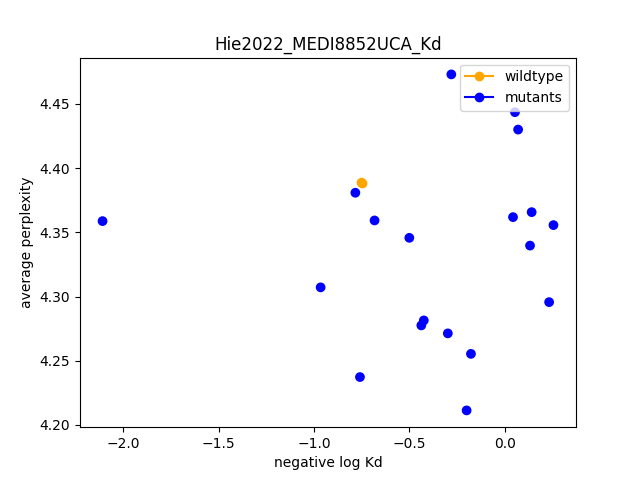 Hie2022_MEDI8852UCA_Kd
wildtype
mutants
average perplexity
4.45
4.40
4.35
4.30
4.25
4.20
−2.0 −1.5 −1.0 −0.5 0.0
negative log Kd